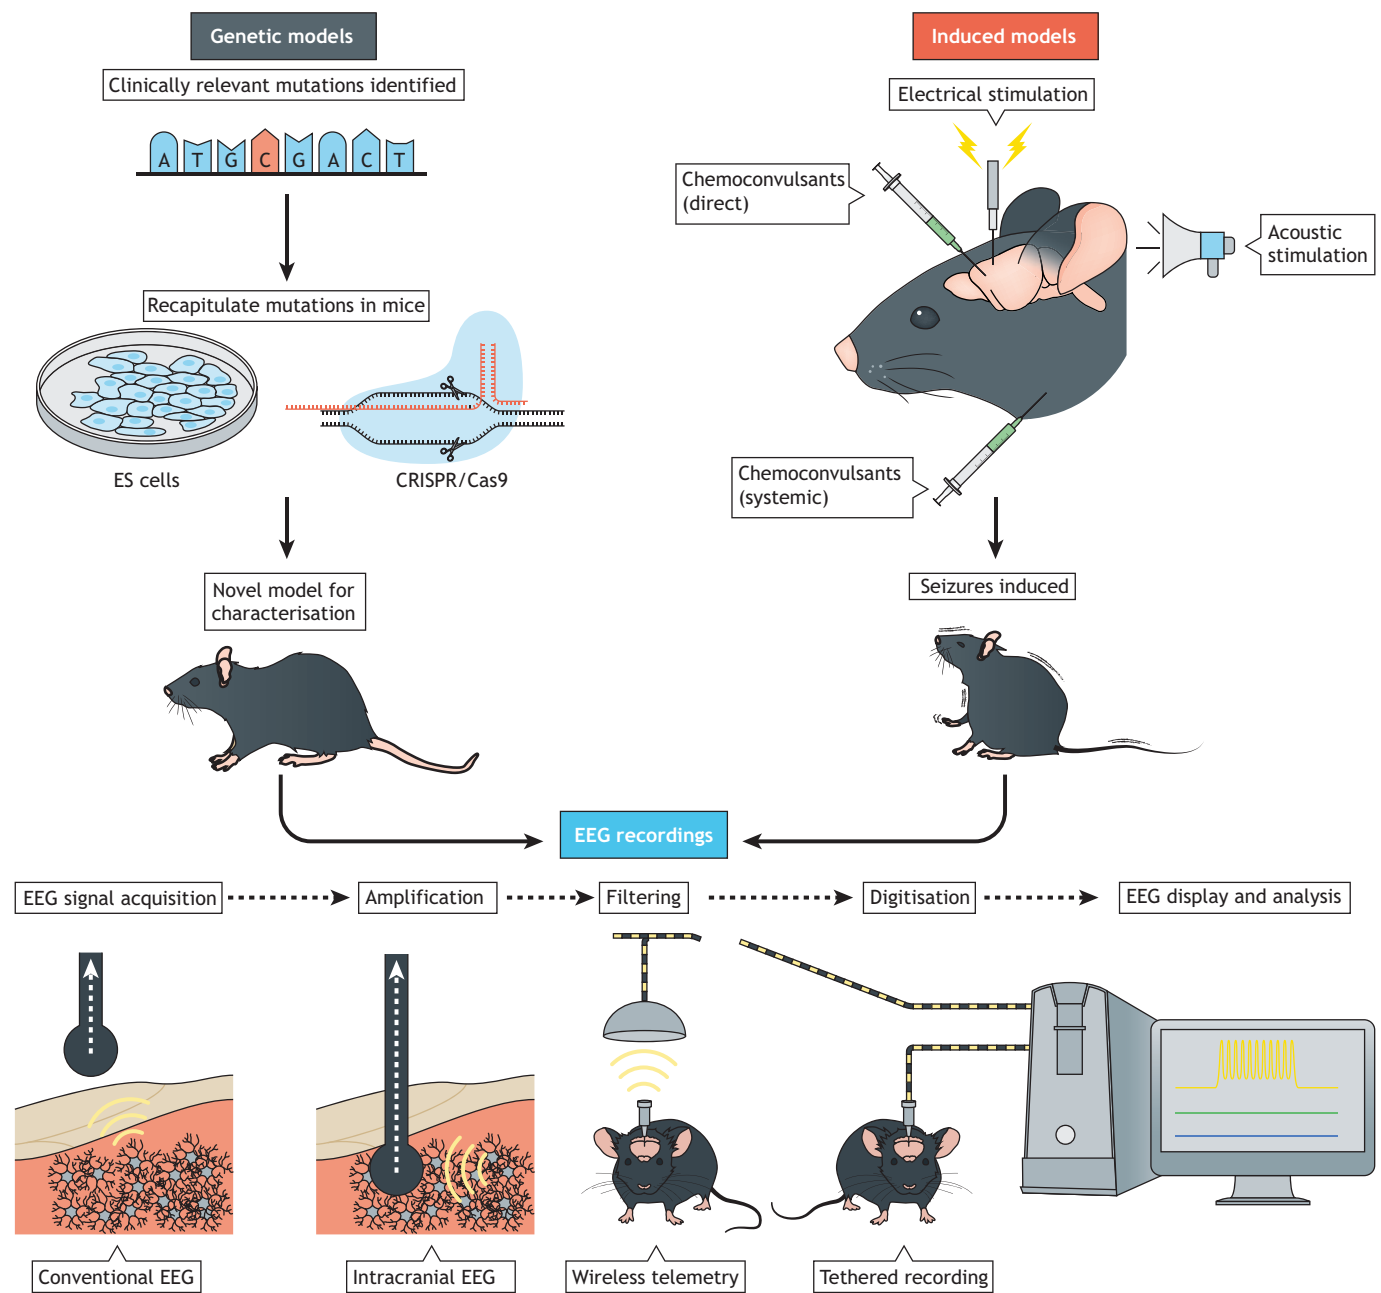 Genetic models
Clinically relevant mutations identified
A T G C G A C T
Recapitulate mutations in mice
ES cells
CRISPR/Cas9
Novel model for
characterisation
Induced models
Electrical stimulation
Chemoconvulsants
(direct)
Acoustic
stimulation
Chemoconvulsants
(systemic)
Seizures induced
EEG recordings
EEG signal acquisition
Amplification
Filtering
Digitisation
EEG display and analysis
Conventional EEG
Intracranial EEG
Wireless telemetry
Tethered recording